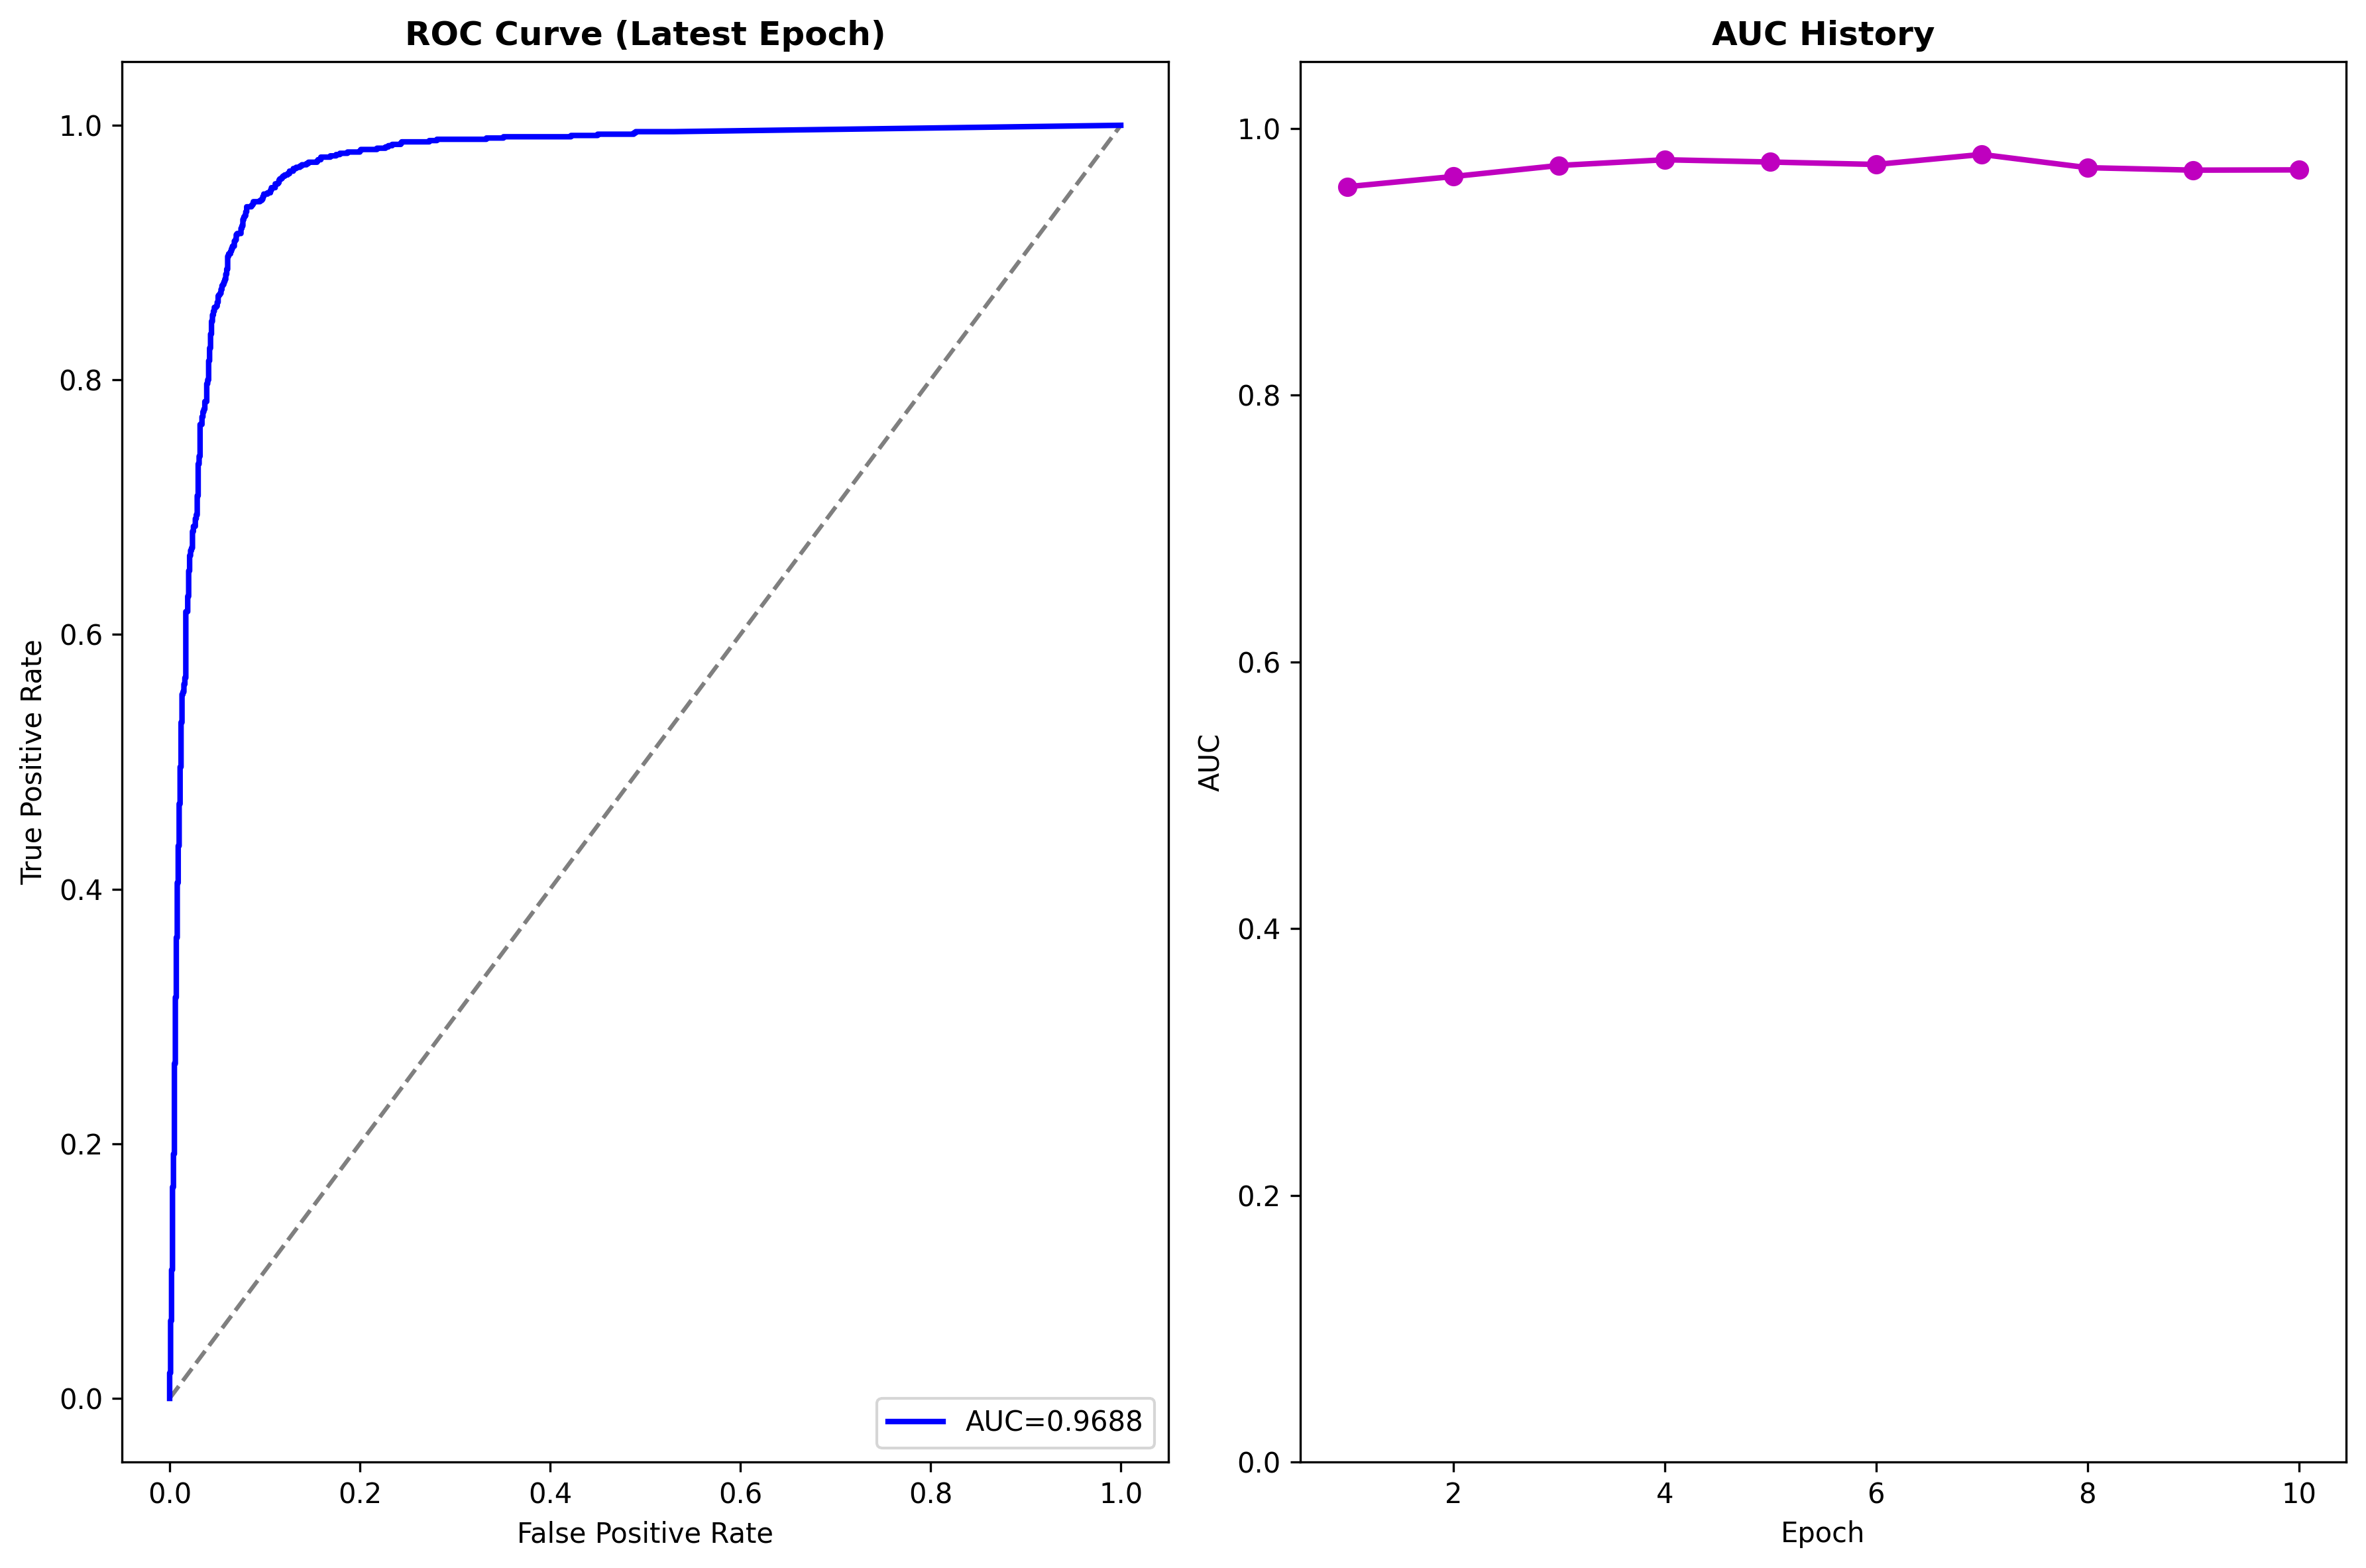 ROC Curve (Latest Epoch)
1.0
0.8
0.6
0.4
0.2
0.0
True Positive Rate
0.0 0.2 0.4 0.6 0.8 1.0
False Positive Rate
AUC=0.9688
AUC History
1.0
0.8
0.6
0.4
0.2
0.0
AUC
2 4 6 8 10
Epoch